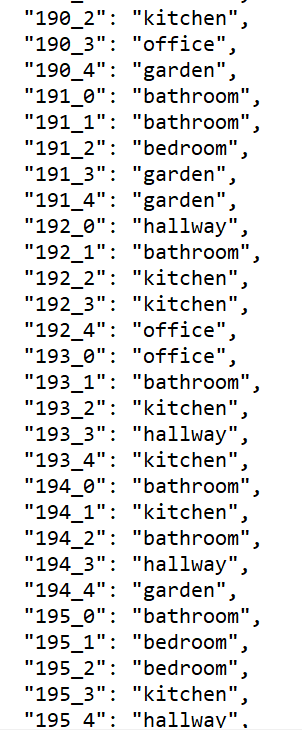 "190_2": "kitchen",
"190_3": "office",
"190_4": "garden",
"191_0": "bathroom",
"191_1": "bathroom",
"191_2": "bedroom",
"191_3": "garden",
"191_4": "garden",
"192_0": "hallway",
"192_1": "bathroom",
"192_2": "kitchen",
"192_3": "kitchen",
"192_4": "office",
"193_0": "office",
"193_1": "bathroom",
"193_2": "kitchen",
"193_3": "hallway",
"193_4": "kitchen",
"194_0": "bathroom",
"194_1": "kitchen",
"194_2": "bathroom",
"194_3": "hallway",
"194_4": "garden",
"195_0": "bathroom",
"195_1": "bedroom",
"195_2": "bedroom",
"195_3": "kitchen",
"195_4": "hallway",